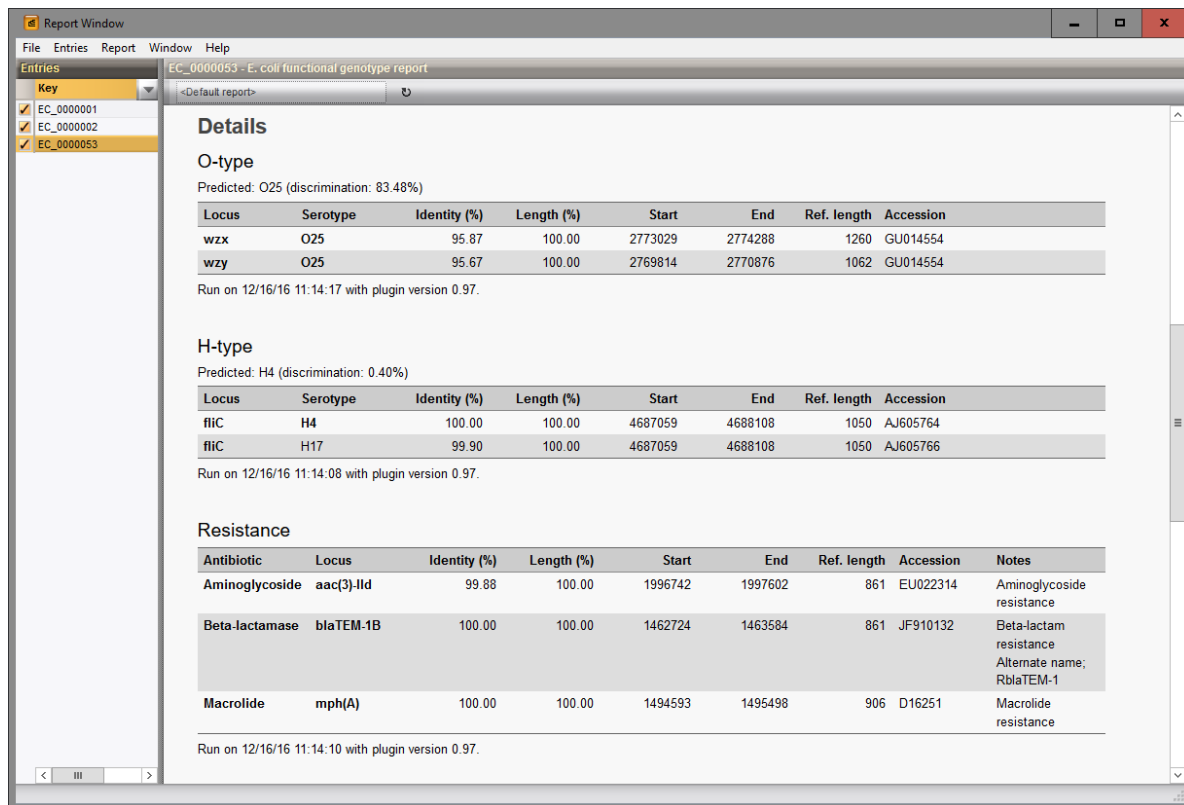 Report Window
File Entries Report Window Help
Entries
Key
EC_0000001
EC_0000002
EC_0000053
EC_0000053 - E. coli functional genotype report
<Default report>
Details
O-type
Predicted: O25 (discrimination: 83.48%)
Locus Serotype Identity (%) Length (%) Start End Ref. length Accession
wzx O25 95.87 100.00 2773029 2774288 1260 GU014554
wzy O25 95.67 100.00 2769814 2770876 1062 GU014554
Run on 12/16/16 11:14:17 with plugin version 0.97.
H-type
Predicted: H4 (discrimination: 0.40%)
Locus Serotype Identity (%) Length (%) Start End Ref. length Accession
fliC H4 100.00 100.00 4687059 4688108 1050 AJ605764
fliC H17 99.90 100.00 4687059 4688108 1050 AJ605766
Run on 12/16/16 11:14:08 with plugin version 0.97.
Resistance
Antibiotic Locus Identity (%) Length (%) Start End Ref. length Accession Notes
Aminoglycoside aac(3)-IId 99.88 100.00 1996742 1997602 861 EU022314 Aminoglycoside
resistance
Beta-lactamase blaTEM-1B 100.00 100.00 1462724 1463584 861 JF910132 Beta-lactam
resistance
Alternate name;
RblaTEM-1
Macrolide mph(A) 100.00 100.00 1494593 1495498 906 D16251 Macrolide
resistance
Run on 12/16/16 11:14:10 with plugin version 0.97.